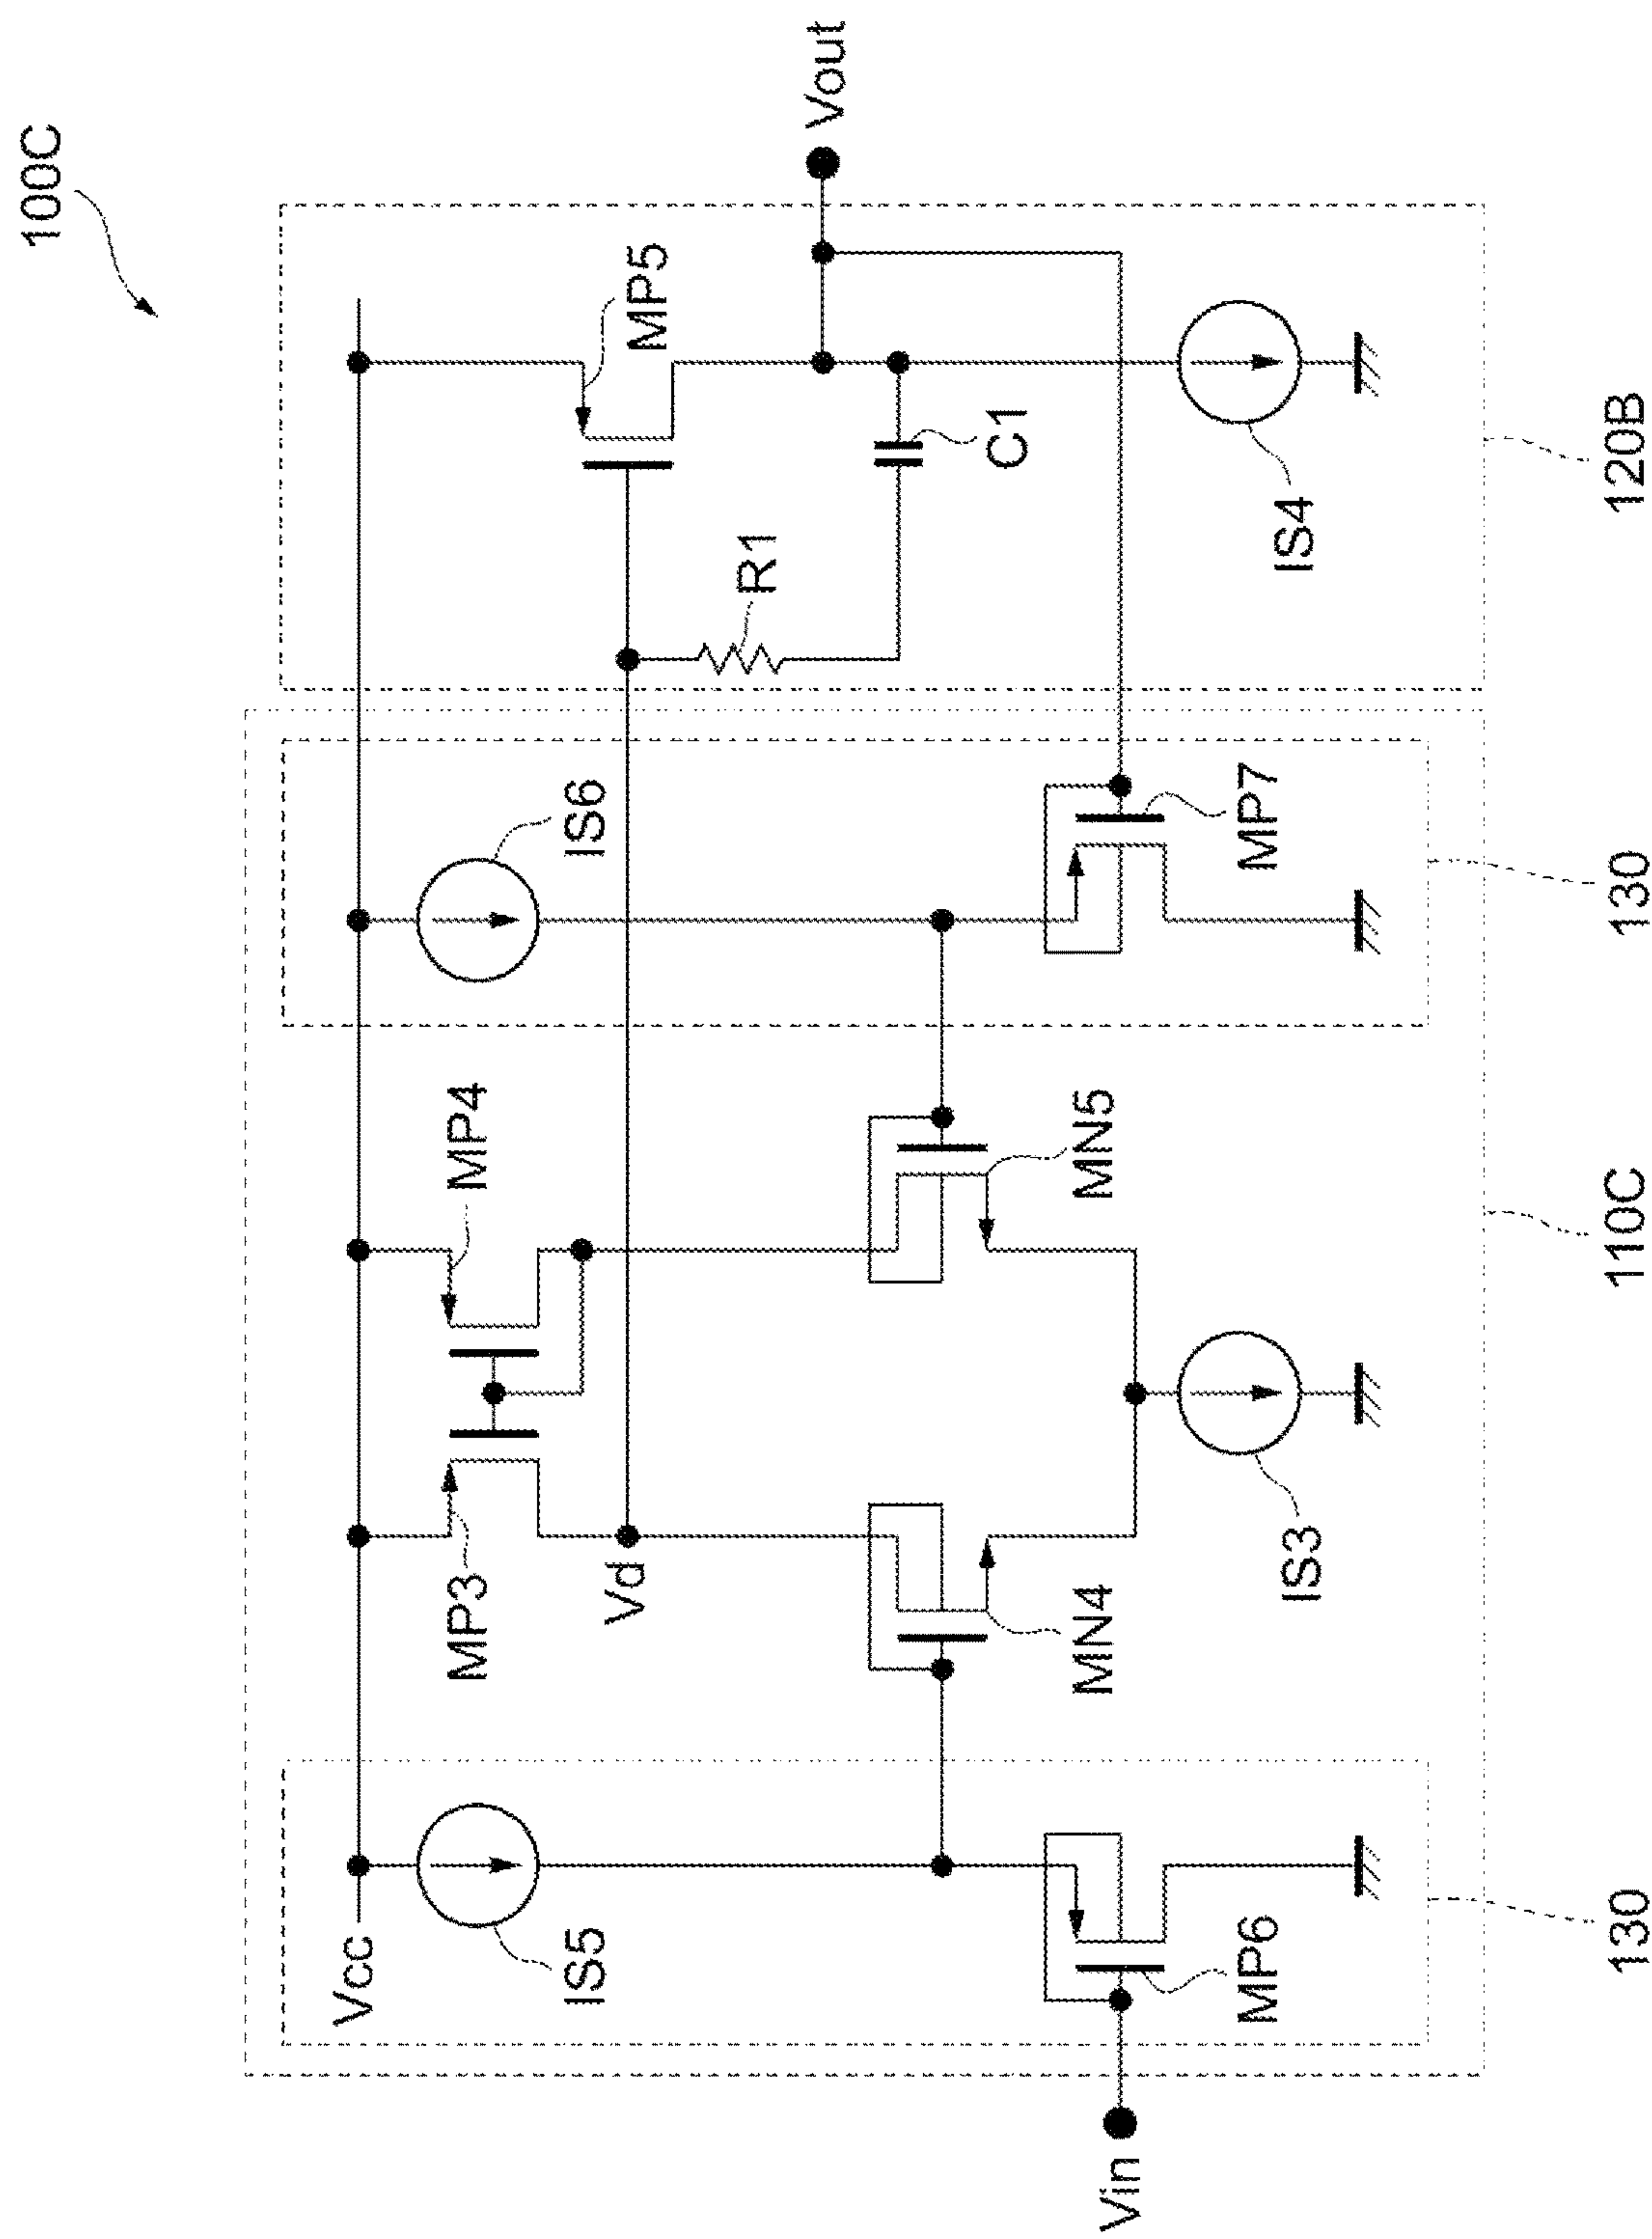 100C
Vcc
IS5
MP3
MP4
IS6
MP5
Vout
Vd
R1
C1
MN4
MN5
MP6
MP7
Vin
IS3
IS4
130
110C
130
120B